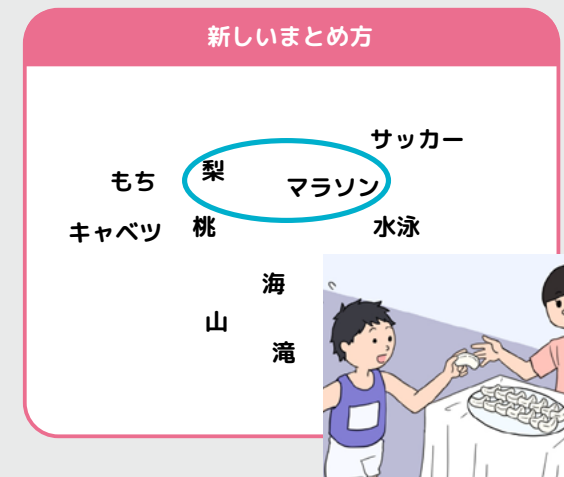 新しいまとめ方
サッカー
もち
梨
マラソン
キャベツ
桃
水泳
海
山
滝